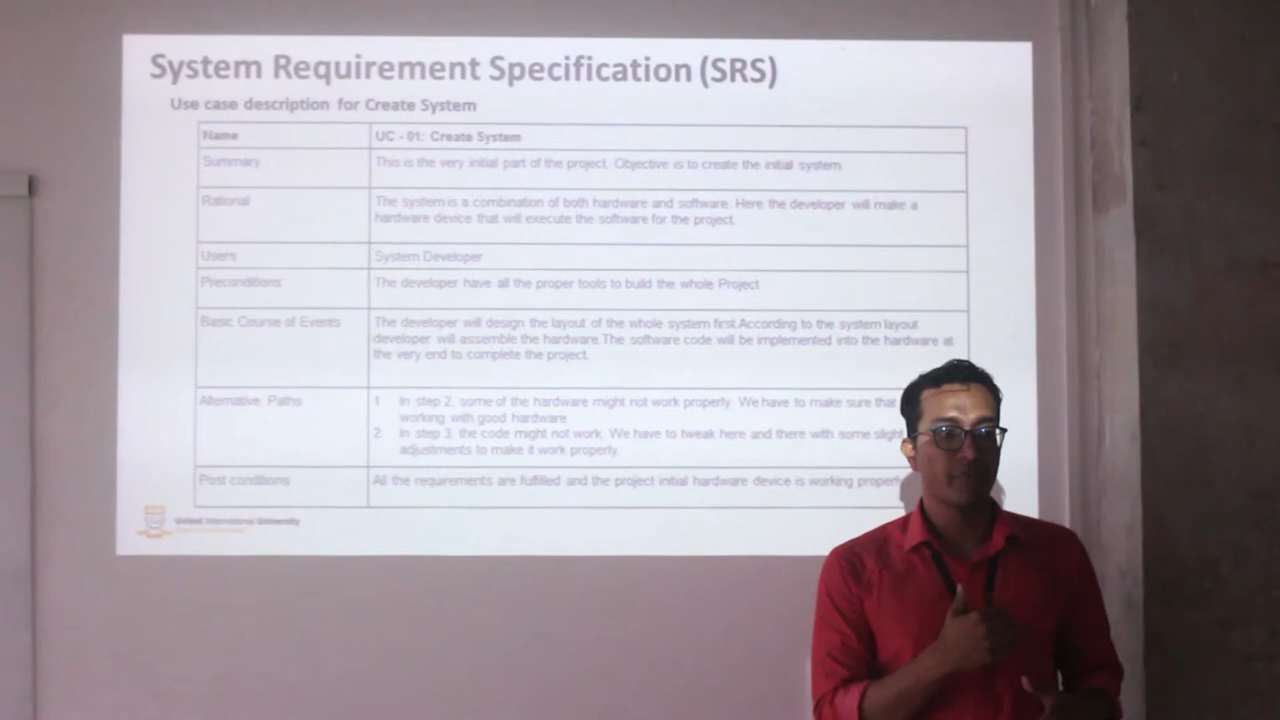 System Requirement Specification (SRS)
Use case description for Create System
Name
UC - 01: Create System
Summary
This is the very initial part of the project. Objective is to create the initial system.
Rational
The system is a combination of both hardware and software. Here the developer will make a
hardware device that will execute the software for the project.
Users
System Developer
Preconditions
The developer have all the proper tools to build the whole Project
Basic Course of Events
The developer will design the layout of the whole system first.According to the system layout
developer will assemble the hardware.The software code will be implemented into the hardware at
the very end to complete the project.
Alternative Paths
1 In step 2, some of the hardware might not work properly. We have to make sure that
working with good hardware
2. In step 3, the code might not work. We have to tweak here and there with some slight
adjustments to make it work properly.
Post conditions
All the requirements are fulfilled and the project initial hardware device is working
United International University